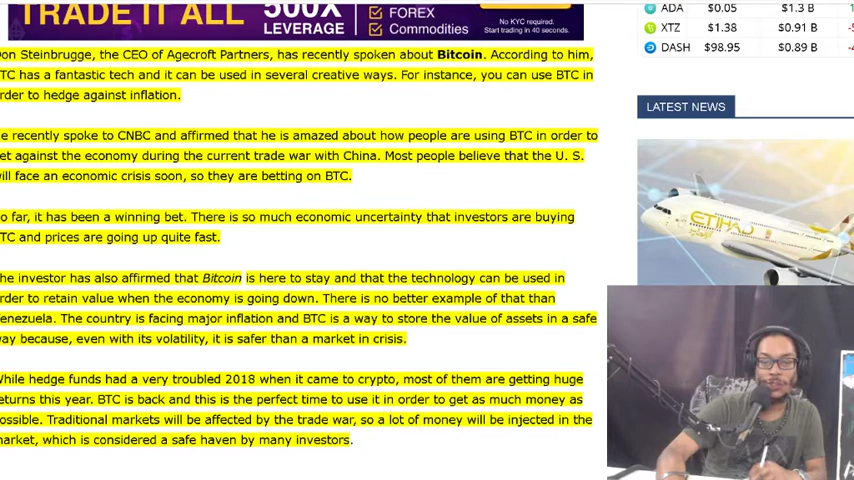 TRADE IT ALL
500X
LEVERAGE
FOREX
Commodities
No KYC required.
Start trading in 40 seconds.
on Steinbrugge, the CEO of Agecroft Partners, has recently spoken about Bitcoin. According to him,
TC has a fantastic tech and it can be used in several creative ways. For instance, you can use BTC in
rder to hedge against inflation.
e recently spoke to CNBC and affirmed that he is amazed about how people are using BTC in order to
et against the economy during the current trade war with China. Most people believe that the U. S.
ill face an economic crisis soon, so they are betting on BTC.
o far, it has been a winning bet. There is so much economic uncertainty that investors are buying
TC and prices are going up quite fast.
he investor has also affirmed that Bitcoin is here to stay and that the technology can be used in
rder to retain value when the economy is going down. There is no better example of that than
enezuela. The country is facing major inflation and BTC is a way to store the value of assets in a safe
ay because, even with its volatility, it is safer than a market in crisis.
hile hedge funds had a very troubled 2018 when it came to crypto, most of them are getting huge
eturns this year. BTC is back and this is the perfect time to use it in order to get as much money as
ossible. Traditional markets will be affected by the trade war, so a lot of money will be injected in the
arket, which is considered a safe haven by many investors.
ADA $0.05 $1.3 B
XTZ $1.38 $0.91 B
DASH $98.95 $0.89 B
LATEST NEWS
ETIHAD